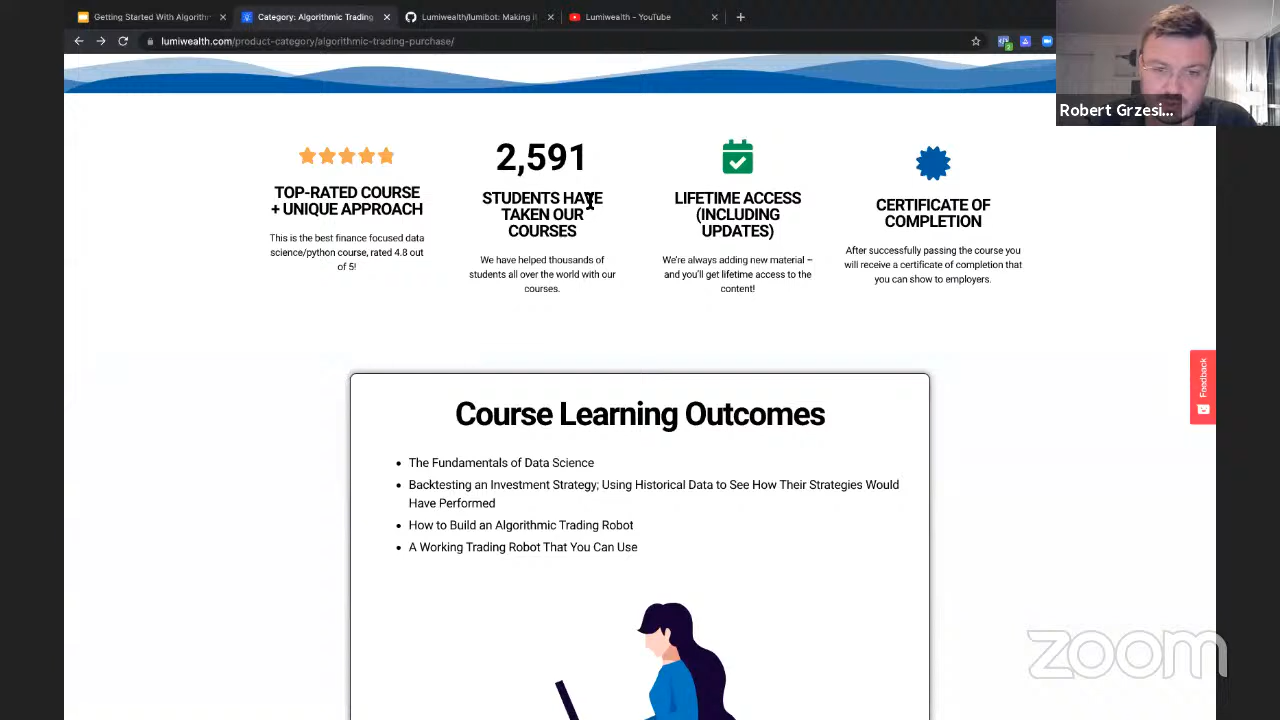 Getting Started With Algorithm
Category: Algorithmic Trading
Lumiwealth/lumibot: Making it
Lumiwealth - YouTube
lumiwealth.com/product-category/algorithmic-trading-purchase/
Robert Grzesi...
2,591
TOP-RATED COURSE
+ UNIQUE APPROACH
This is the best finance focused data
science/python course, rated 4.8 out
of 5!
STUDENTS HAVE
TAKEN OUR
COURSES
We have helped thousands of
students all over the world with our
courses.
LIFETIME ACCESS
(INCLUDING
UPDATES)
We're always adding new material –
and you'll get lifetime access to the
content!
CERTIFICATE OF
COMPLETION
After successfully passing the course you
will receive a certificate of completion that
you can show to employers.
Feedback
Course Learning Outcomes
• The Fundamentals of Data Science
• Backtesting an Investment Strategy; Using Historical Data to See How Their Strategies Would
Have Performed
• How to Build an Algorithmic Trading Robot
• A Working Trading Robot That You Can Use
zoom